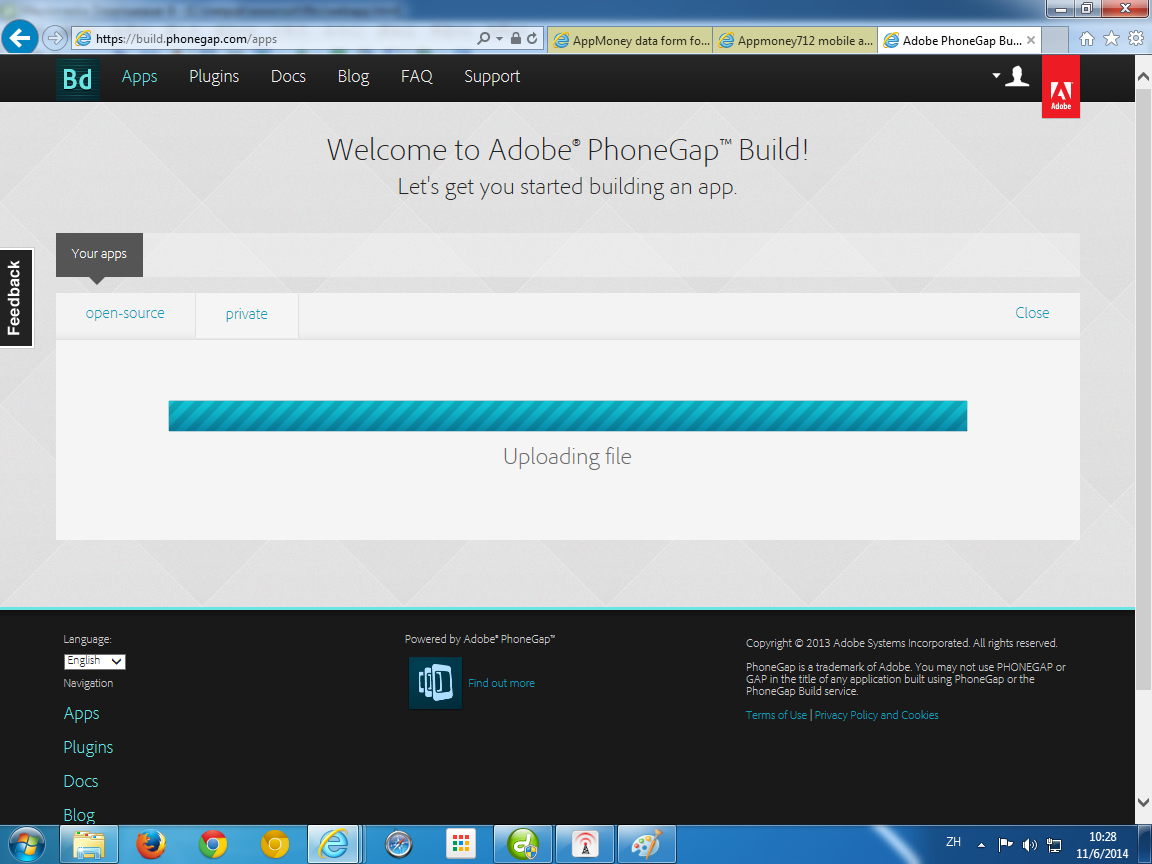 https://build.phonegap.com/apps
AppMoney data form fo...
Appmoney712 mobile a...
Adobe PhoneGap Bu...
Bd
Apps
Plugins
Docs
Blog
FAQ
Support
Adobe
Welcome to Adobe® PhoneGap™ Build!
Let's get you started building an app.
Your apps
Feedback
open-source
private
Close
Uploading file
Language:
English
Navigation
Apps
Plugins
Docs
Blog
Powered by Adobe® PhoneGap™
Find out more
Copyright © 2013 Adobe Systems Incorporated. All rights reserved.
PhoneGap is a trademark of Adobe. You may not use PHONEGAP or
GAP in the title of any application built using PhoneGap or the
PhoneGap Build service.
Terms of Use | Privacy Policy and Cookies
ZH
10:28
11/6/2014